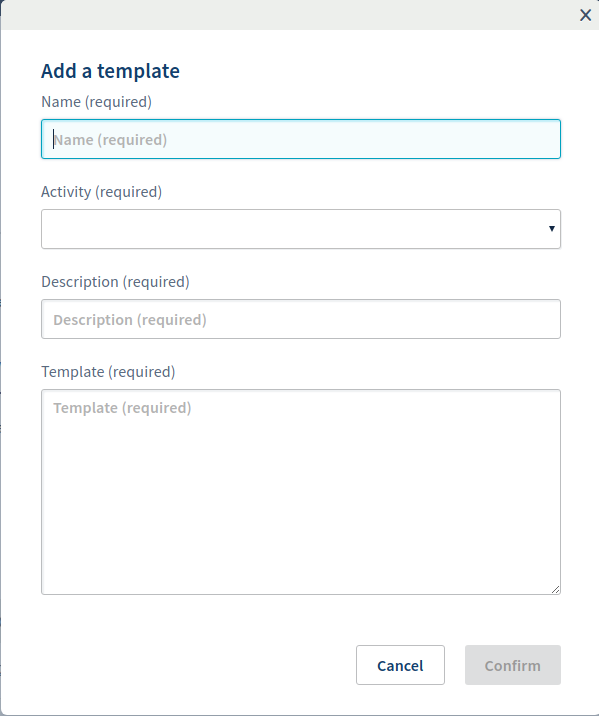 Add a template
Name (required)
Name (required)
Activity (required)
Description (required)
Description (required)
Template (required)
Template (required)
Cancel
Confirm